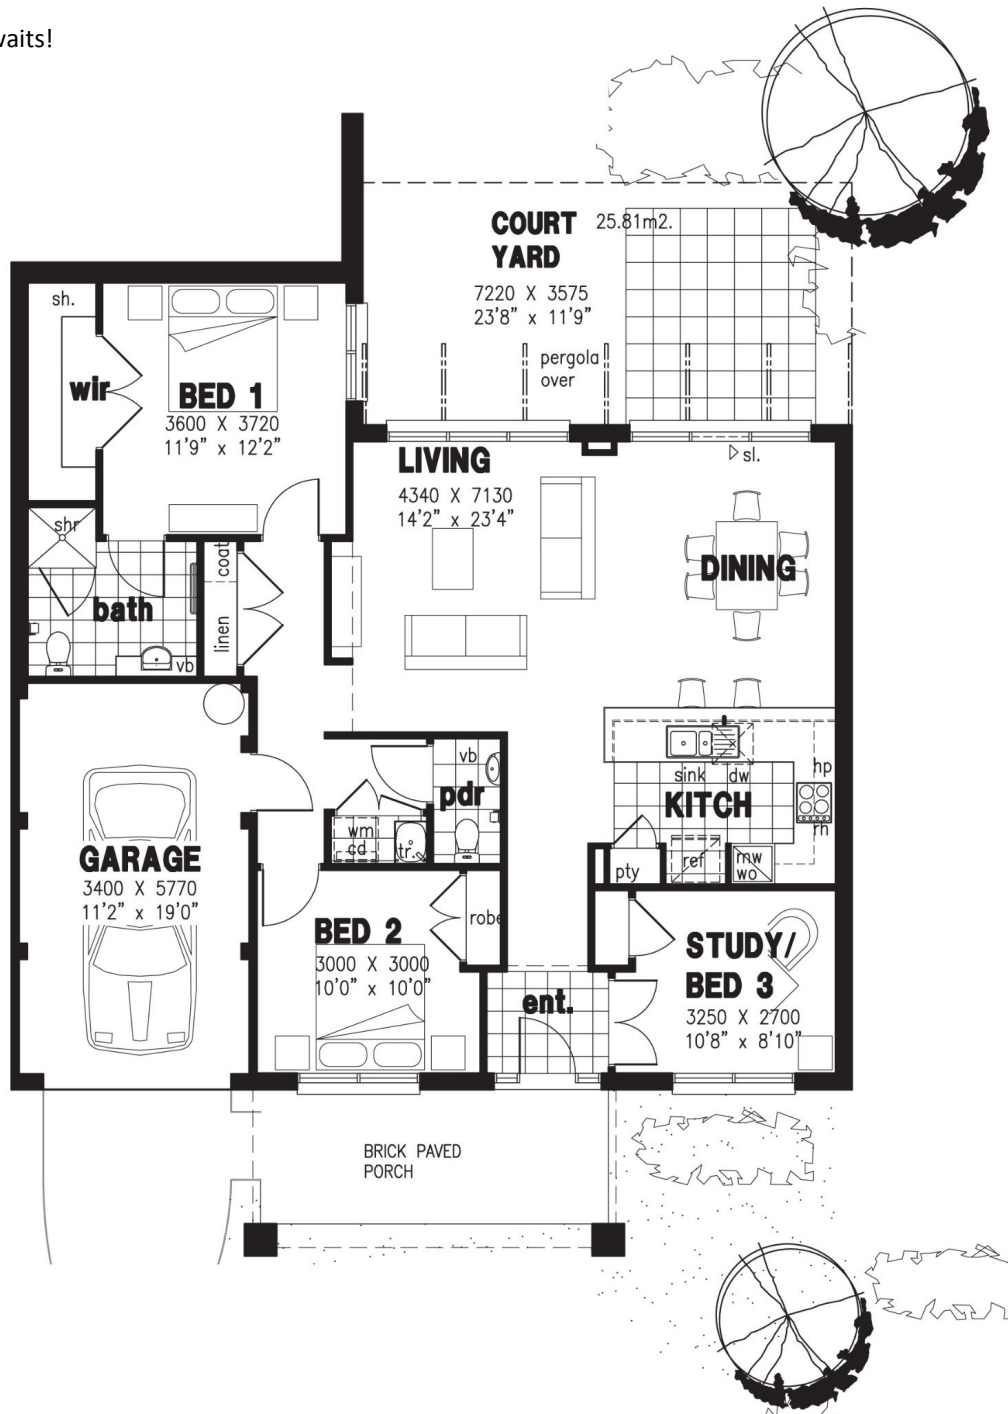 vaits!
COURT 25.81m2.
YARD
7220 X 3575
23'8" x 11'9"
pergola
over
sh.
wir
BED 1
3600 X 3720
11'9" x 12'2"
LIVING
4340 X 7130
14'2" x 23'4"
sl.
DINING
shr
bath
vb
coat
linen
sink
dw
hp
KITCH
rh
pty
ref
mw
wo
vb
pdr
wm
cd
tr.
GARAGE
3400 X 5770
11'2" x 19'0"
BED 2
3000 X 3000
10'0" x 10'0"
robe
ent.
STUDY/
BED 3
3250 X 2700
10'8" x 8'10"
BRICK PAVED
PORCH